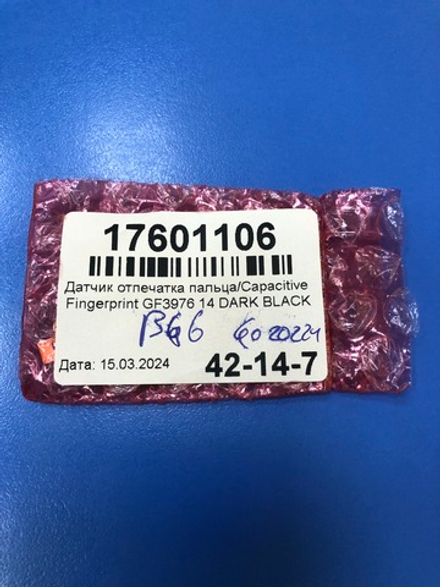 17601106
Датчик отпечатка пальца/Capacitive
Fingerprint GF3976 14 DARK BLACK
Дата: 15.03.2024
42-14-7